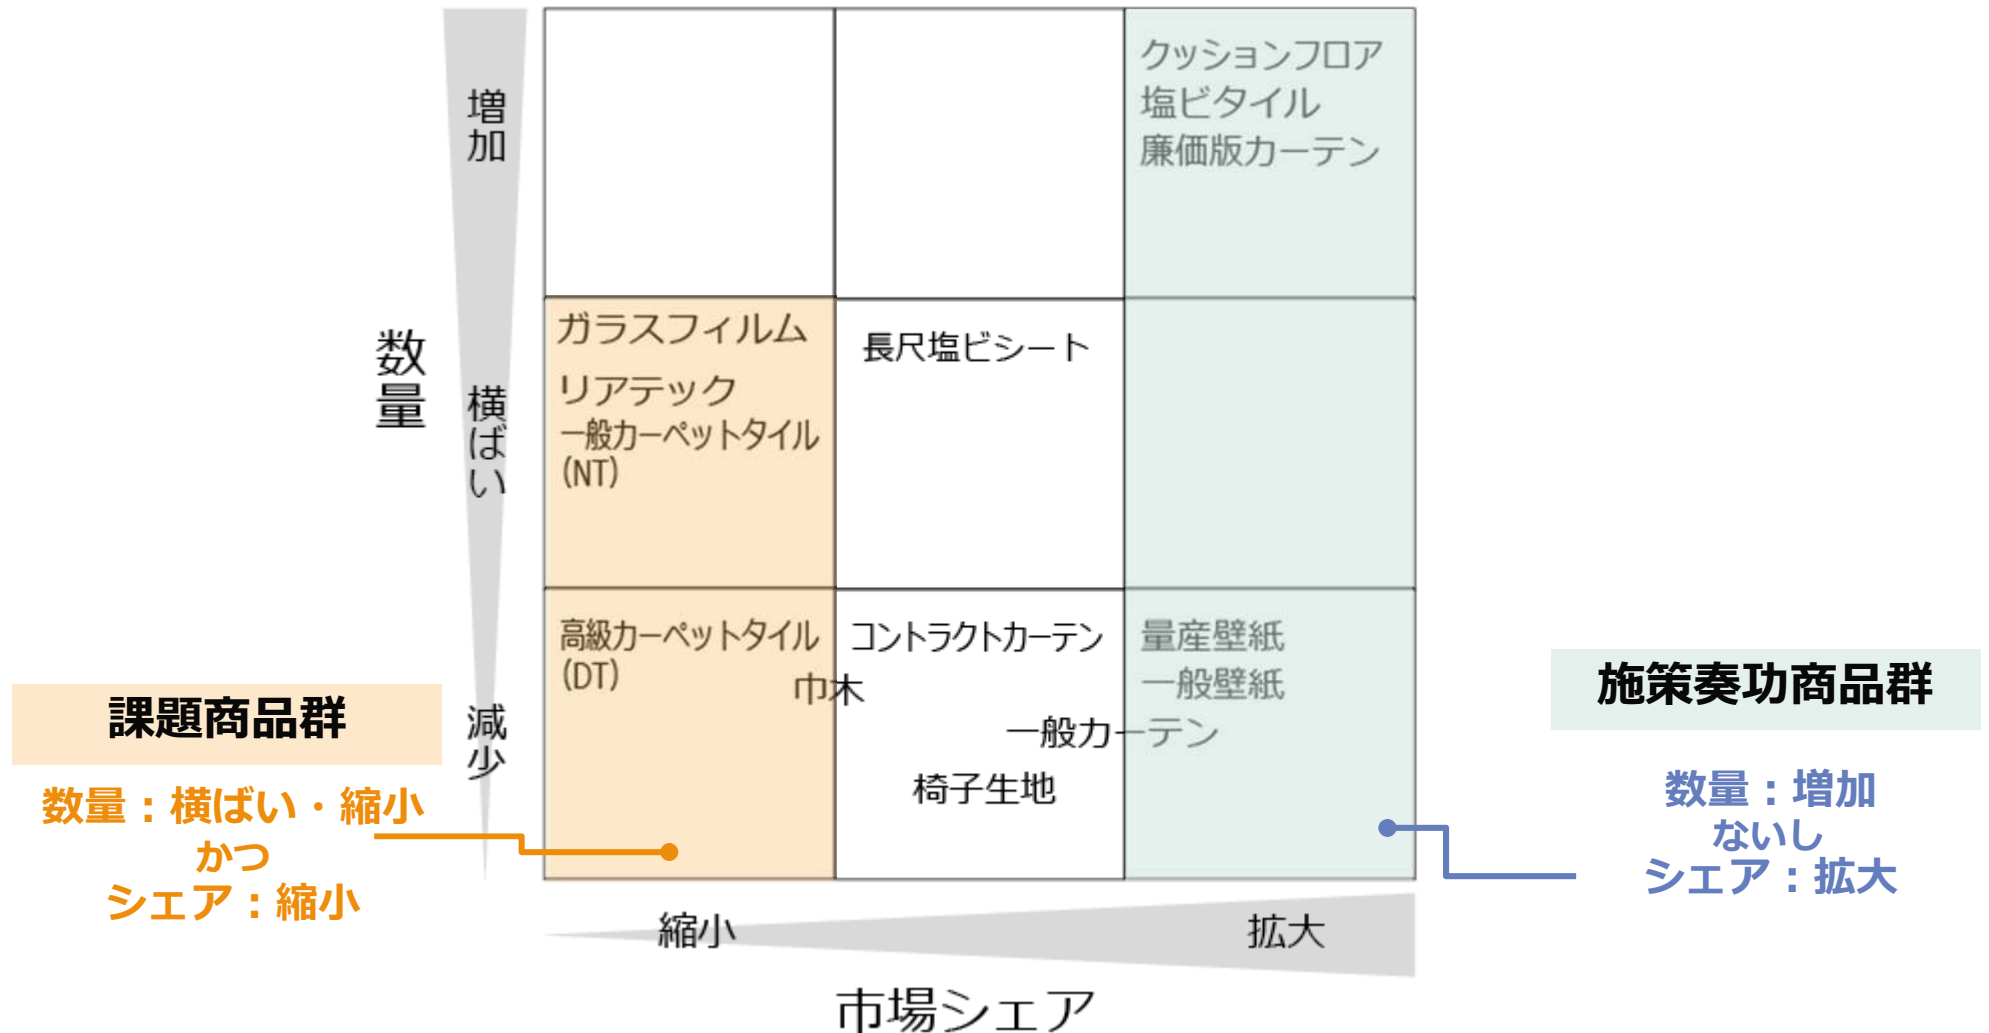 数量
増加
横ばい
減少
クッションフロア
塩ビタイル
廉価版カーテン
ガラスフィルム
リアテック
一般カーペットタイル
(NT)
長尺塩ビシート
高級カーペットタイル
(DT)
巾木
コントラクトカーテン
一般カーテン
椅子生地
量産壁紙
一般壁紙
課題商品群
数量：横ばい・縮小
かつ
シェア：縮小
施策奏功商品群
数量：増加
ないし
シェア：拡大
縮小
拡大
市場シェア